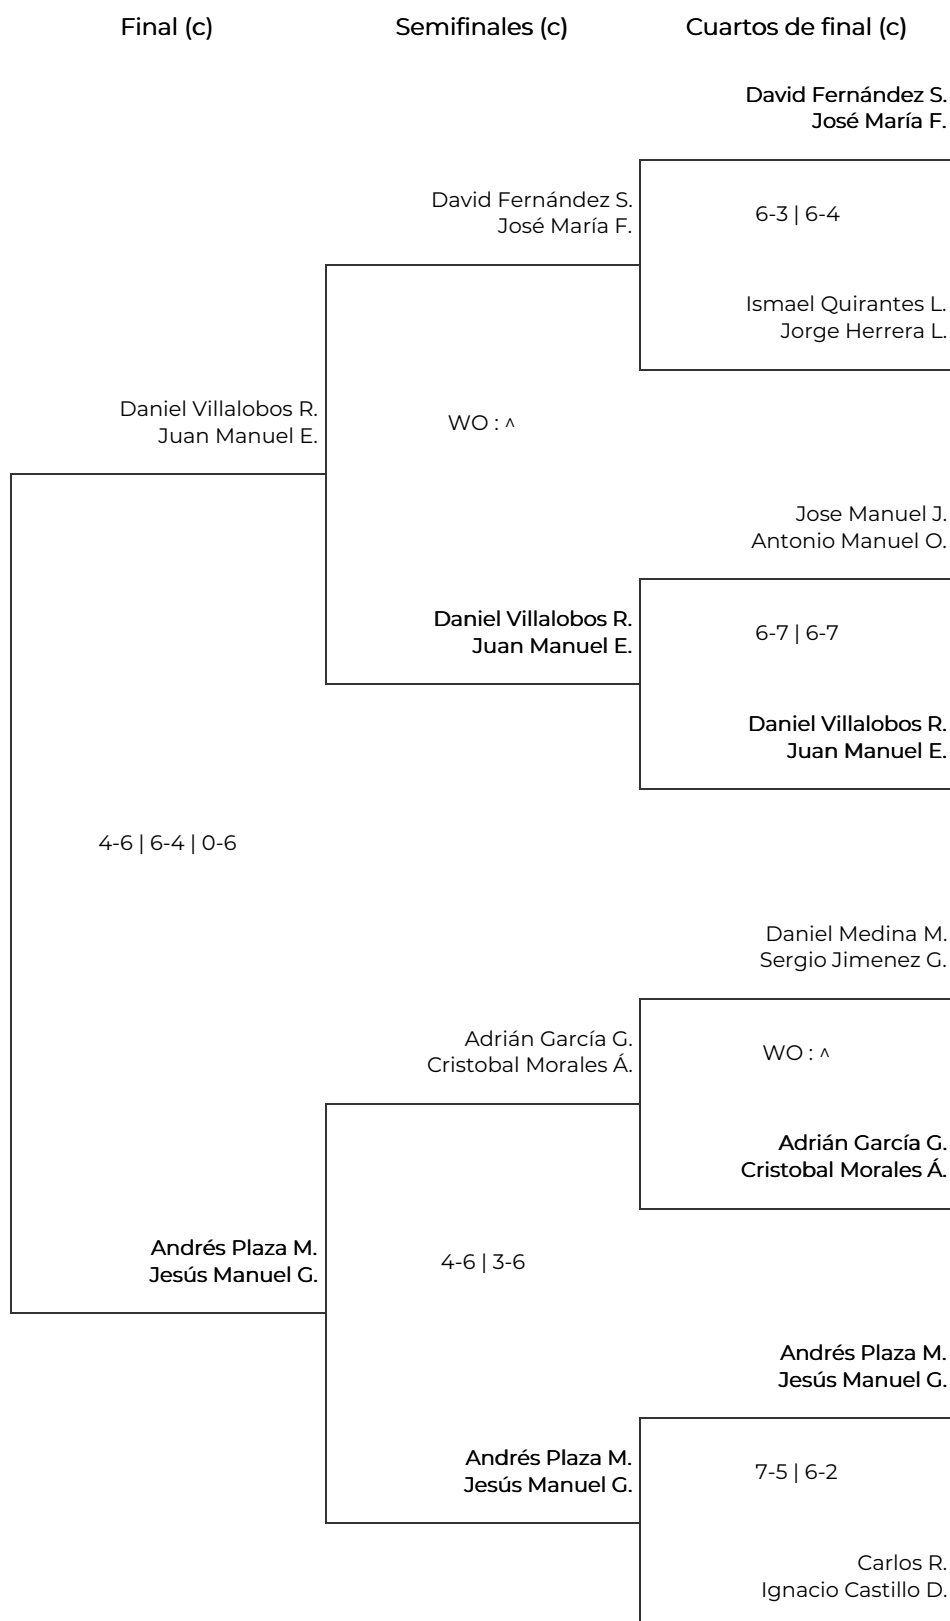 Final (c)
Semifinales (c)
Cuartos de final (c)
David Fernández S.
José María F.
David Fernández S.
José María F.
6-3 | 6-4
Ismael Quirantes L.
Jorge Herrera L.
Daniel Villalobos R.
Juan Manuel E.
WO : ^
Jose Manuel J.
Antonio Manuel O.
Daniel Villalobos R.
Juan Manuel E.
6-7 | 6-7
Daniel Villalobos R.
Juan Manuel E.
4-6 | 6-4 | 0-6
Daniel Medina M.
Sergio Jimenez G.
Adrián García G.
Cristobal Morales Á.
WO : ^
Adrián García G.
Cristobal Morales Á.
Andrés Plaza M.
Jesús Manuel G.
4-6 | 3-6
Andrés Plaza M.
Jesús Manuel G.
Andrés Plaza M.
Jesús Manuel G.
7-5 | 6-2
Carlos R.
Ignacio Castillo D.